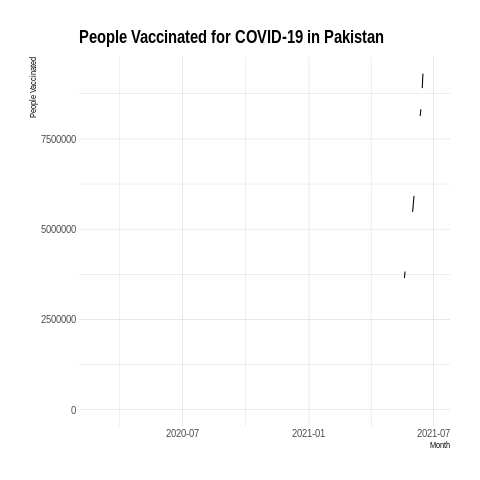 People Vaccinated for COVID-19 in Pakistan
People Vaccinated
7500000
5000000
2500000
0
2020-07
2021-01
2021-07
Month